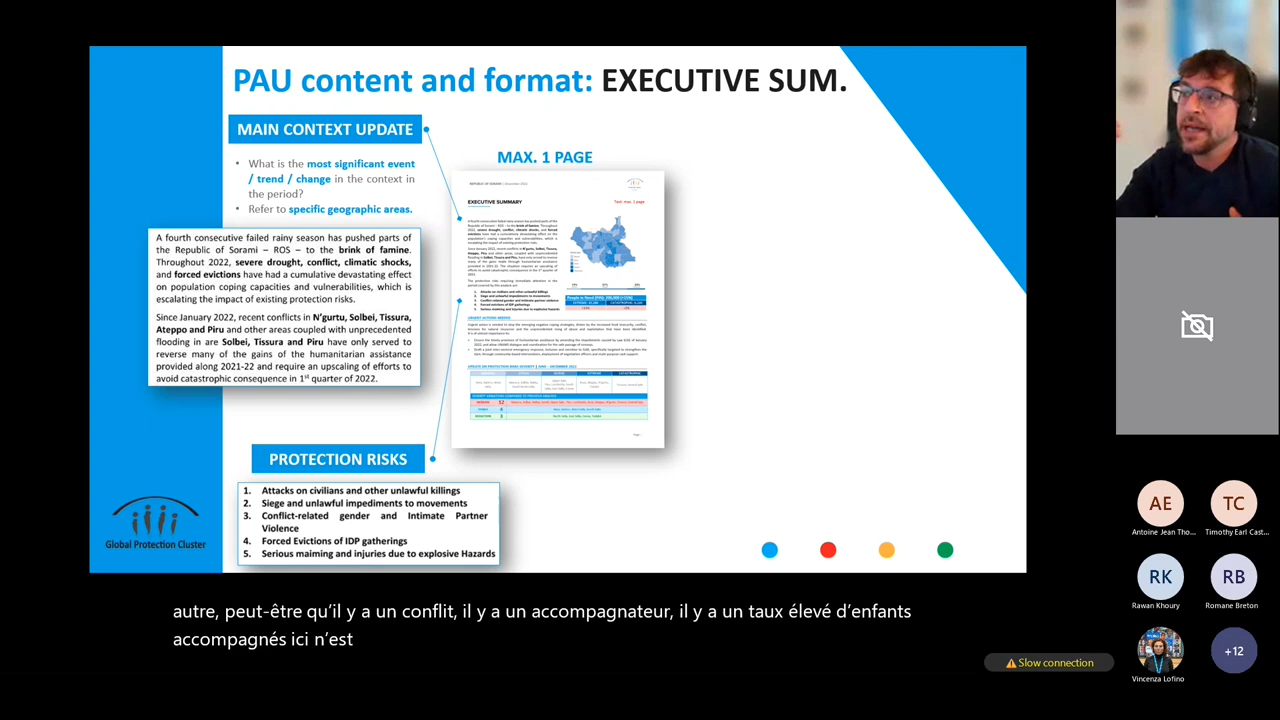 PAU content and format: EXECUTIVE SUM.
MAIN CONTEXT UPDATE
• What is the most significant event
/ trend / change in the context in
the period?
• Refer to specific geographic areas.
A fourth consecutive failed rainy season has pushed parts of
the Republic of Sorami – ROS – to the brink of famine.
Throughout 2022, severe drought, conflict, climatic shocks,
and forced evictions have had a cumulative devastating effect
on population coping capacities and vulnerabilities, which is
escalating the impact of existing protection risks.
Since January 2022, recent conflicts in N'gurtu, Solbei, Tissura,
Ateppo and Piru and other areas coupled with unprecedented
flooding in are Solbei, Tissura and Piru have only served to
reverse many of the gains of the humanitarian assistance
provided along 2021-22 and require an upscaling of efforts to
avoid catastrophic consequence in 1st quarter of 2022.
MAX. 1 PAGE
EXECUTIVE SUMMARY
Text: max. 1 page
PROTECTION RISKS
1. Attacks on civilians and other unlawful killings
2. Siege and unlawful impediments to movements
3. Conflict-related gender and Intimate Partner
Violence
4. Forced Evictions of IDP gatherings
5. Serious maiming and injuries due to explosive Hazards
Global Protection Cluster
autre, peut-être qu'il y a un conflit, il y a un accompagnateur, il y a un taux élevé d'enfants
accompagnés ici n'est
Slow connection
AE
TC
Antoine Jean Tho...
Timothy Earl Cast...
RK
RB
Rawan Khoury
Romane Breton
+12
Vincenza Lofino